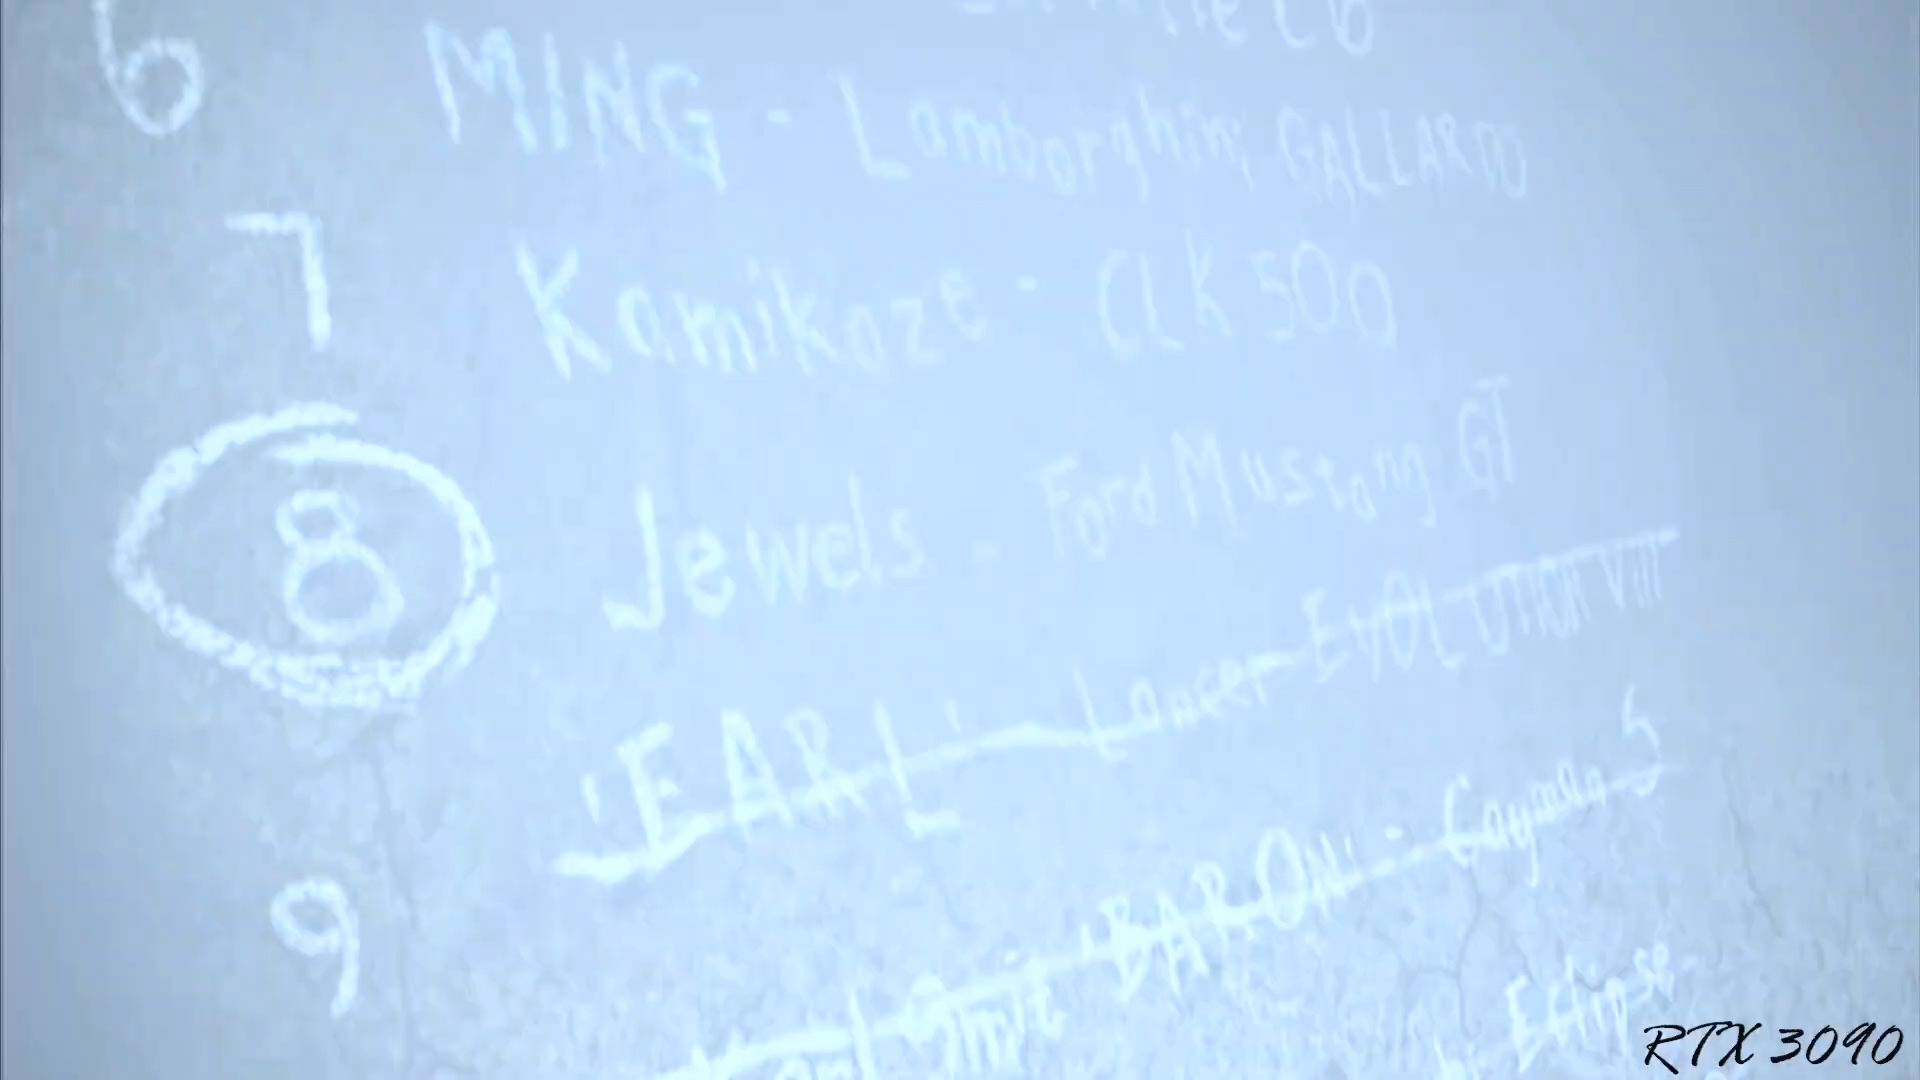 6 MING - Lamborghini GALLARDO
7 Kamikaze - CLK 500
8 Jewels - Ford Mustang GT
'EARL' - Lancer EVOLUTION VIII
9 'BARON' - Cayman S
Eclipse
RTX 3090